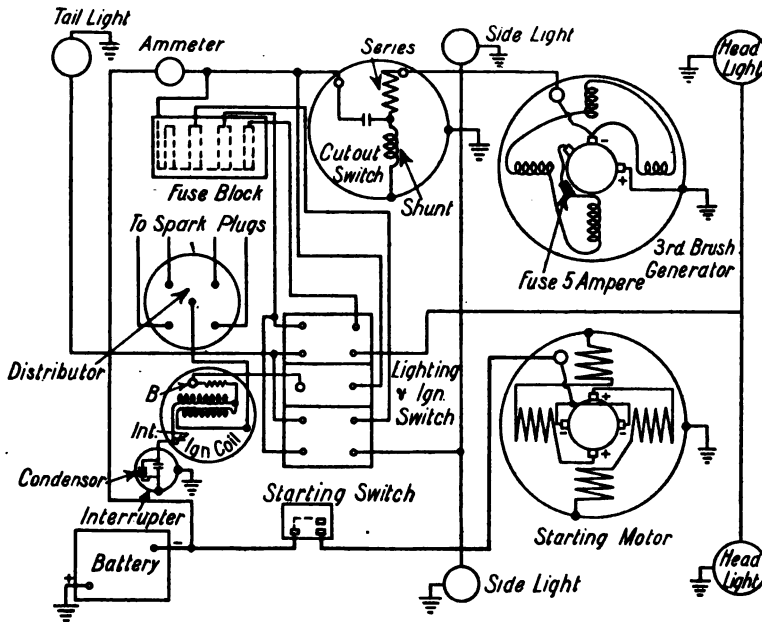 Tail Light
Ammeter
Series
Side Light
Head
Light
Cutout
Switch
Fuse Block
Shunt
To Spark Plugs
Fuse 5 Ampere
3rd. Brush
Generator
- +
Distributor
B
Lighting
& Ign.
Switch
Int.
Ign Coil
Condensor
Interrupter
Starting Switch
+
- -
+
Starting Motor
-
Battery
+
Side Light
Head
Light